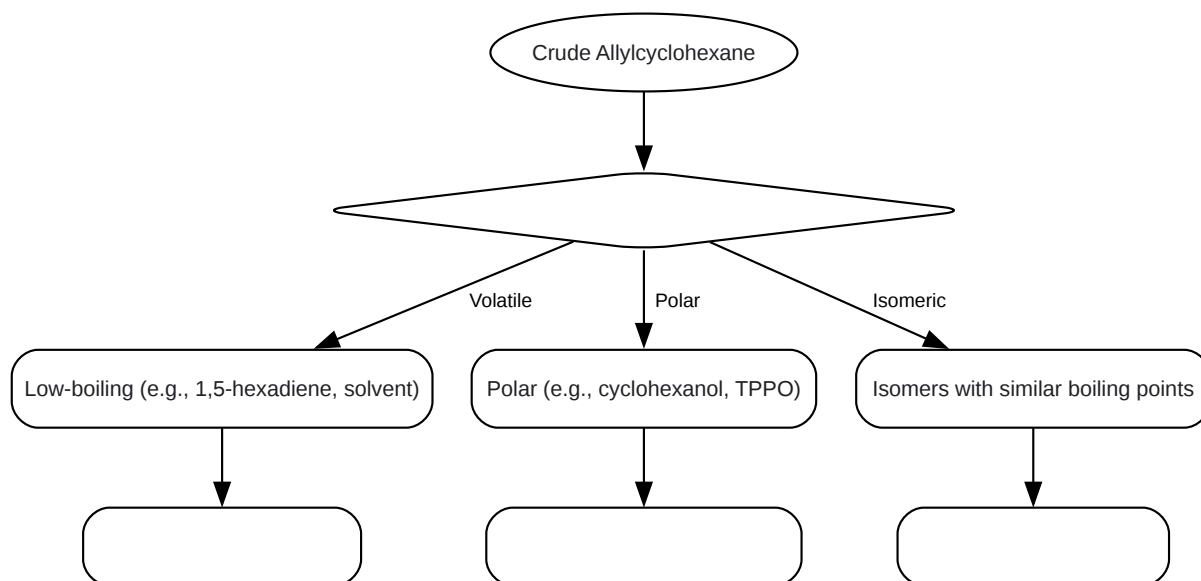 Crude Allylcyclohexane
Volatile
Polar
Isomeric
Low-boiling (e.g., 1,5-hexadiene, solvent)
Polar (e.g., cyclohexanol, TPPO)
Isomers with similar boiling points